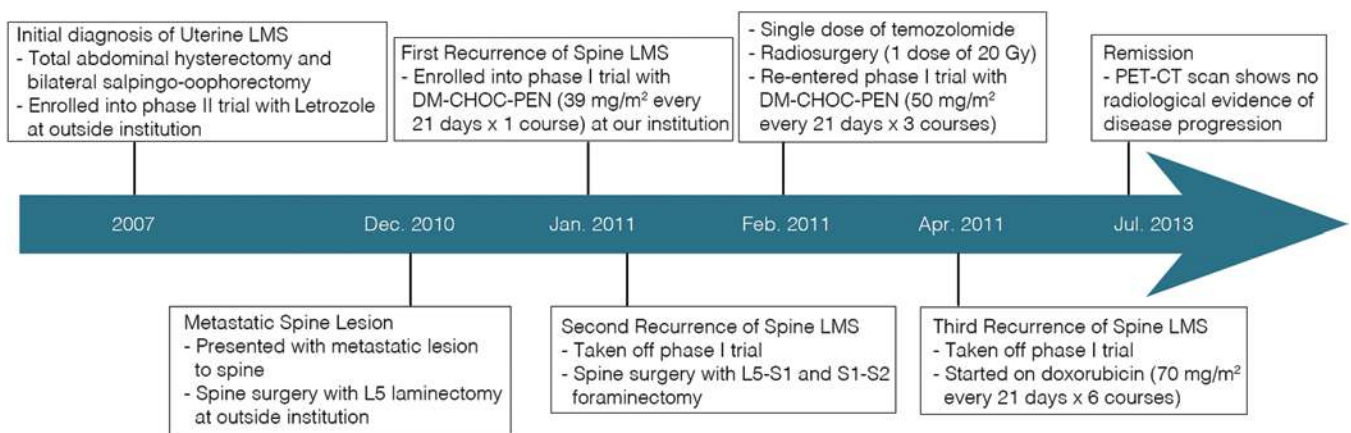 Initial diagnosis of Uterine LMS
- Total abdominal hysterectomy and
bilateral salpingo-oophorectomy
- Enrolled into phase II trial with Letrozole
at outside institution
First Recurrence of Spine LMS
- Enrolled into phase I trial with
DM-CHOC-PEN (39 mg/m² every
21 days x 1 course) at our institution
- Single dose of temozolomide
- Radiosurgery (1 dose of 20 Gy)
- Re-entered phase I trial with
DM-CHOC-PEN (50 mg/m²
every 21 days x 3 courses)
Remission
- PET-CT scan shows no
radiological evidence of
disease progression
2007
Dec. 2010
Jan. 2011
Feb. 2011
Apr. 2011
Jul. 2013
Metastatic Spine Lesion
- Presented with metastatic lesion
to spine
- Spine surgery with L5 laminectomy
at outside institution
Second Recurrence of Spine LMS
- Taken off phase I trial
- Spine surgery with L5-S1 and S1-S2
foraminectomy
Third Recurrence of Spine LMS
- Taken off phase I trial
- Started on doxorubicin (70 mg/m²
every 21 days x 6 courses)